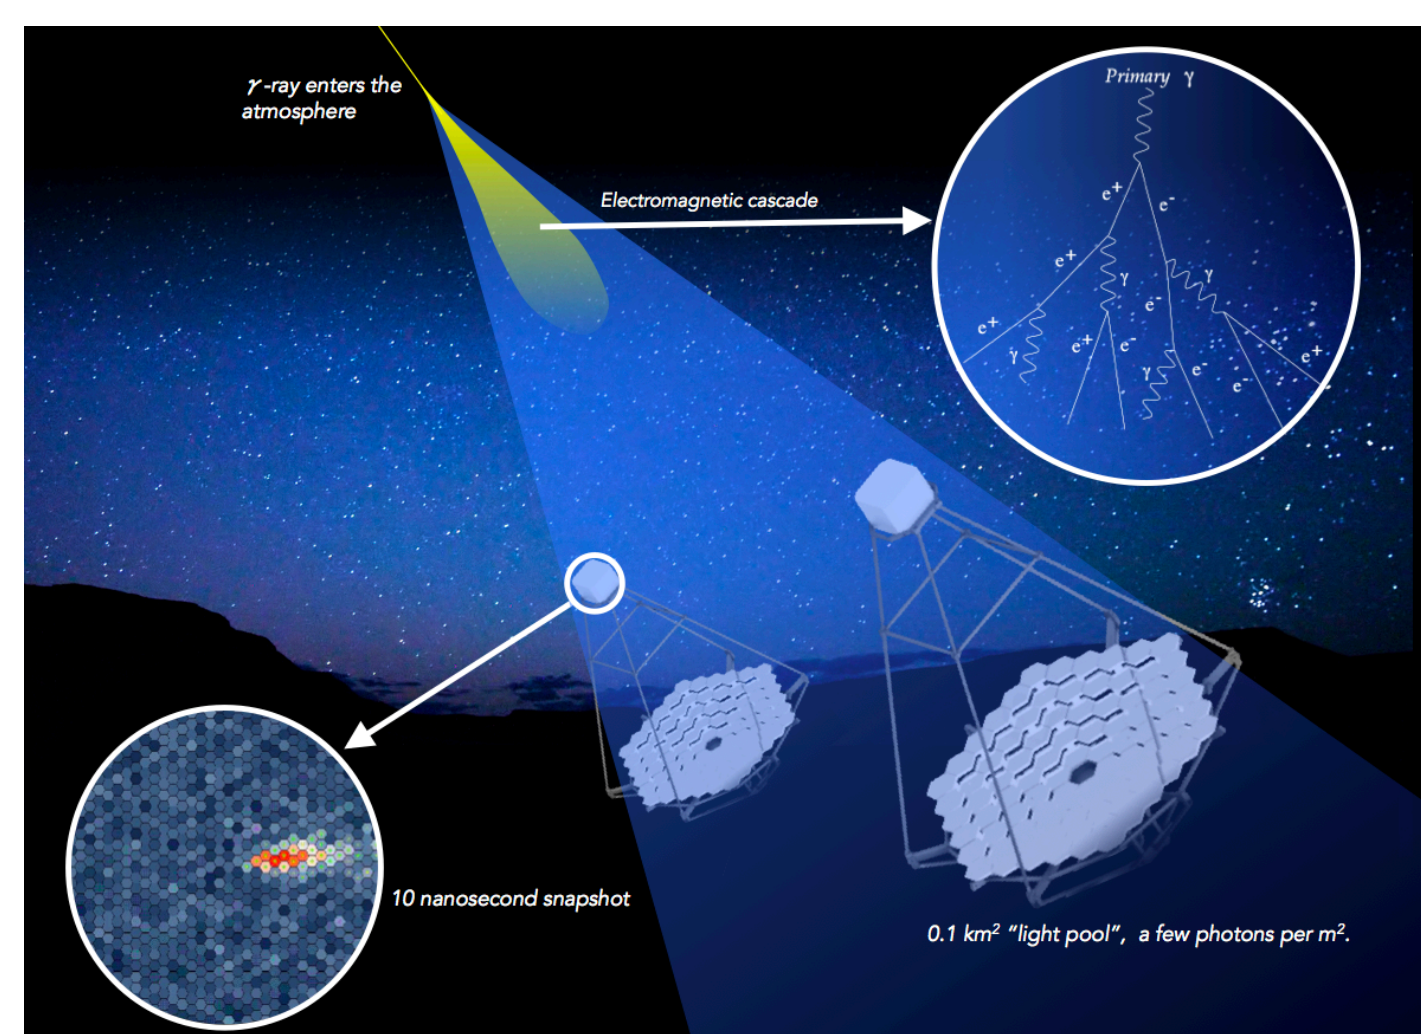 γ-ray enters the
atmosphere
Electromagnetic cascade
Primary γ
e⁺
e⁻
e⁺
γ
γ
e⁻
e⁺
γ
e⁺
e⁻
γ
e⁻
e⁻
e⁺
10 nanosecond snapshot
0.1 km² “light pool”, a few photons per m².